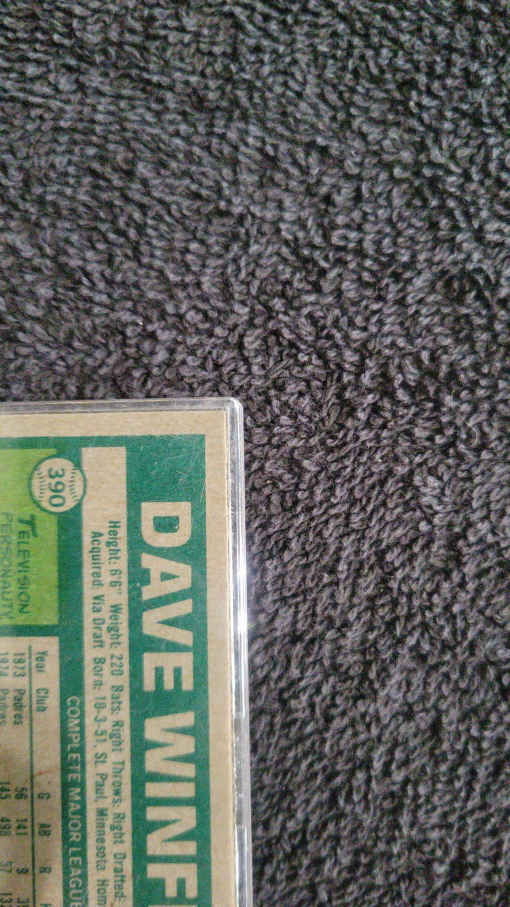 390
DAVE WINF
Height: 6'6" Weight: 220 Bats: Right Throws: Right Drafted:
Acquired: Via Draft Born: 10-3-51, St. Paul, Minnesota Hom
TELEVISION
PERSONALITY
COMPLETE MAJOR LEAGUE
Year Club G AB R H
1973 Padres 56 141 9
1974 Padres 145 498 57